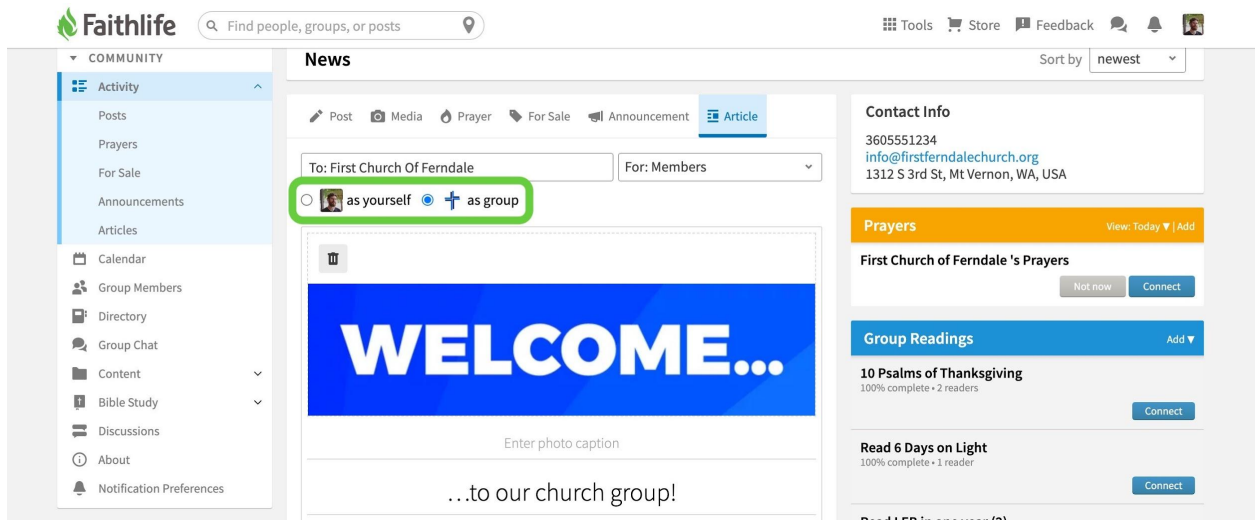 Faithlife
Find people, groups, or posts
Tools
Store
Feedback
COMMUNITY
Activity
Posts
Prayers
For Sale
Announcements
Articles
Calendar
Group Members
Directory
Group Chat
Content
Bible Study
Discussions
About
Notification Preferences
News
Sort by newest
Post
Media
Prayer
For Sale
Announcement
Article
To: First Church Of Ferndale
For: Members
as yourself
as group
WELCOME...
Enter photo caption
...to our church group!
Contact Info
3605551234
info@firstferndalechurch.org
1312 S 3rd St, Mt Vernon, WA, USA
Prayers
View: Today ▼ | Add
First Church of Ferndale 's Prayers
Not now
Connect
Group Readings
Add ▼
10 Psalms of Thanksgiving
100% complete • 2 readers
Connect
Read 6 Days on Light
100% complete • 1 reader
Connect